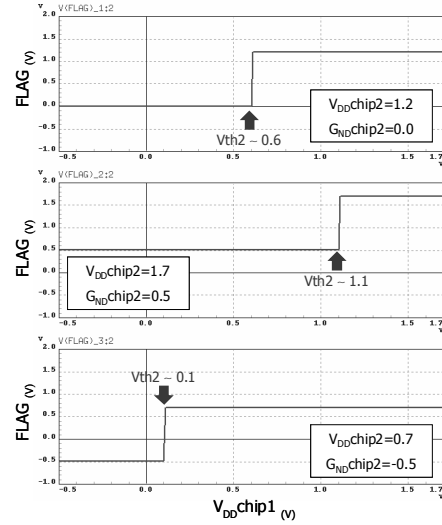 V
V(FLAG)_1:2
2.0
1.5
1.0
0.5
0.0
-0.5
-1.0
FLAG (V)
Vth2 ~ 0.6
VDDchip2=1.2
GNDchip2=0.0
-0.5
0.0
0.5
1.0
1.5
1.7
V
V
V(FLAG)_2:2
2.0
1.5
1.0
0.5
0.0
-0.5
-1.0
FLAG (V)
VDDchip2=1.7
GNDchip2=0.5
Vth2 ~ 1.1
-0.5
0.0
0.5
1.0
1.5
1.7
V
V
V(FLAG)_3:2
2.0
1.5
1.0
0.5
0.0
-0.5
-1.0
FLAG (V)
Vth2 ~ 0.1
VDDchip2=0.7
GNDchip2=-0.5
-0.5
0.0
0.5
1.0
1.5
1.7
V
VDDchip1 (V)